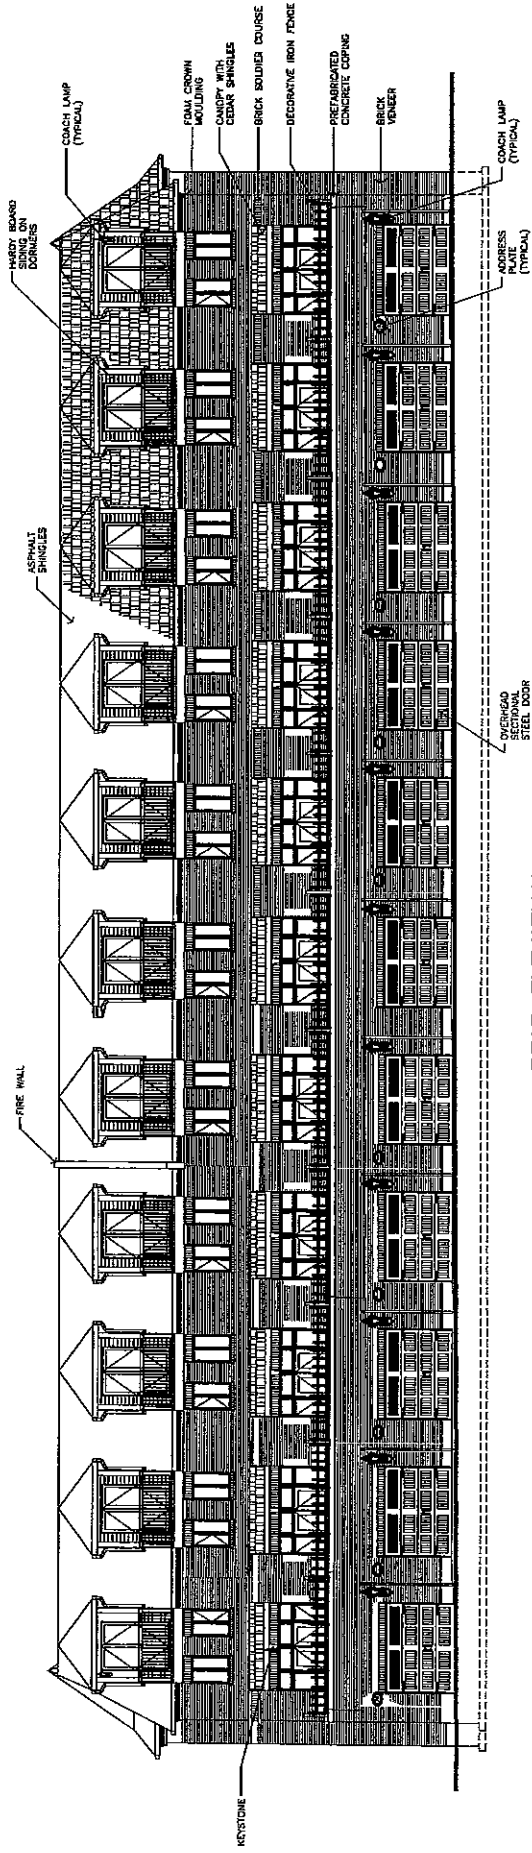 KEYSTONE
FIRE WALL
ASPHALT
SHINGLES
HARDY BOARD
SIDING ON
DORMERS
COACH LAMP
(TYPICAL)
FOAM CROWN
MOULDING
CANOPY WITH
CEDAR SHINGLES
BRICK SOLDIER COURSE
DECORATIVE IRON FENCE
PREFABRICATED
CONCRETE COPING
BRICK
VENEER
COACH LAMP
(TYPICAL)
ADDRESS
PLATE
(TYPICAL)
OVERHEAD
SECTIONAL
STEEL DOOR